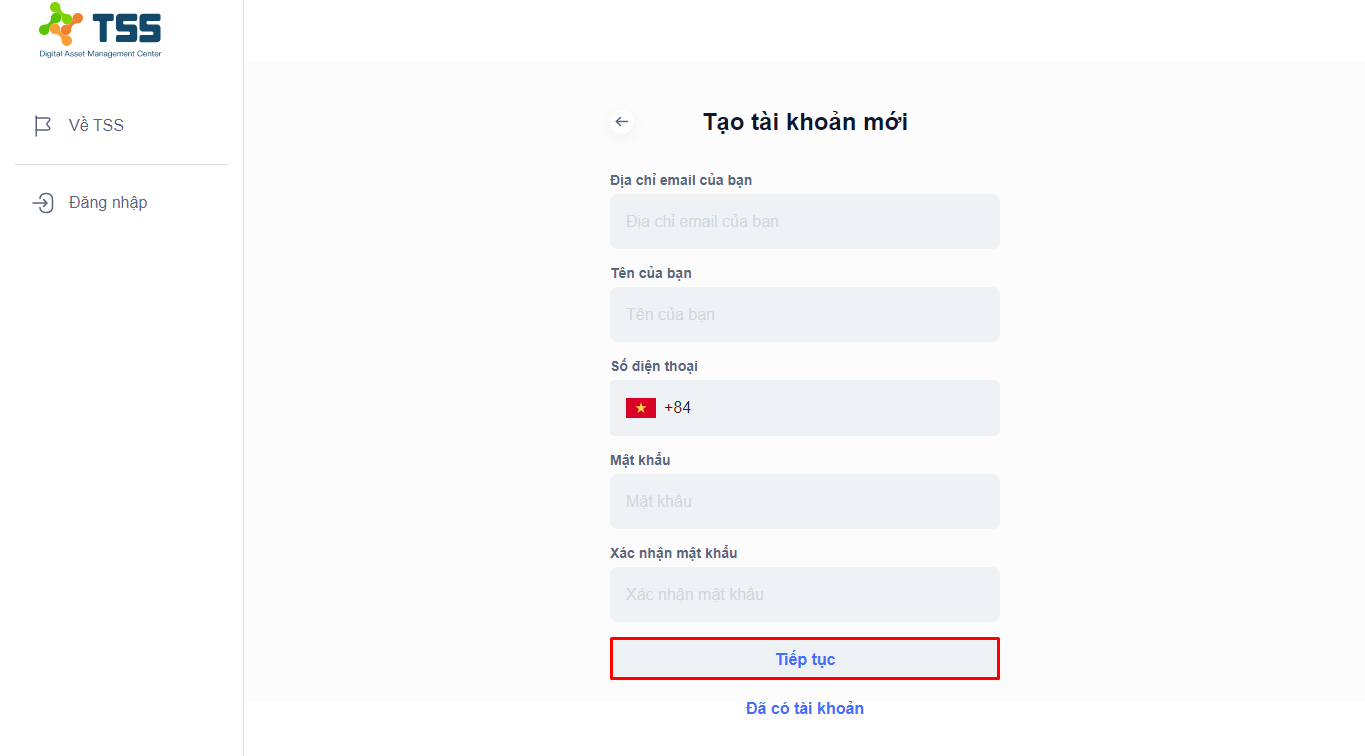 TSS
Digital Asset Management Center
Về TSS
Đăng nhập
Tạo tài khoản mới
Địa chỉ email của bạn
Địa chỉ email của bạn
Tên của bạn
Tên của bạn
Số điện thoại
+84
Mật khẩu
Mật khẩu
Xác nhận mật khẩu
Xác nhận mật khẩu
Tiếp tục
Đã có tài khoản